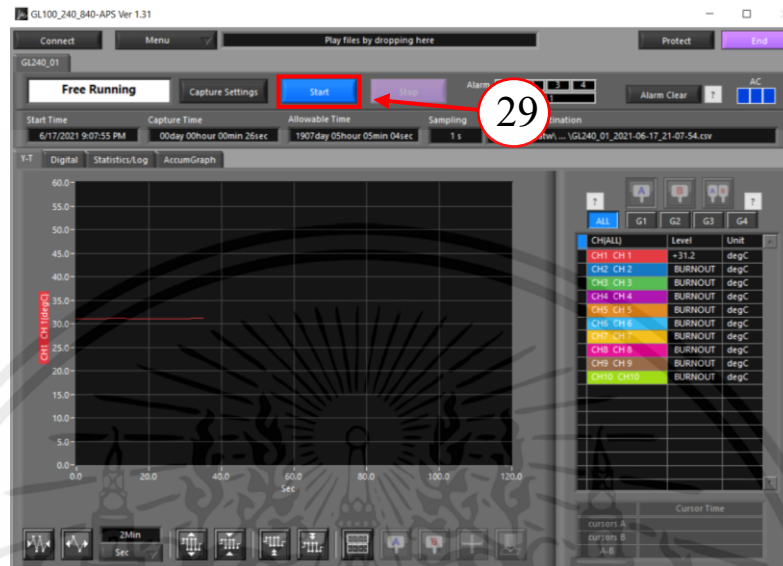 GL100_240_840-APS Ver 1.31
Connect Menu Play files by dropping here Protect End
GL240_01
Free Running Capture Settings Start Stop Alarm 3 4 1 Alarm Clear ? AC
29
Start Time Capture Time Allowable Time Sampling
6/17/2021 9:07:55 PM 00day 00hour 00min 26sec 1907day 05hour 05min 04sec 1 s \GL240_01_2021-06-17_21-07-54.csv
Y-T Digital Statistics/Log AccumGraph
60.0
50.0
45.0
40.0
35.0
30.0
25.0
20.0
15.0
10.0
5.0
0.0
CH1 CH 1(degC)
0.0 20.0 40.0 60.0 80.0 100.0 120.0
Sec
? A B A B ?
ALL G1 G2 G3 G4
CH(ALL) Level Unit
CH1 CH 1 +31.2 degC
CH2 CH 2 BURNOUT degC
CH3 CH 3 BURNOUT degC
CH4 CH 4 BURNOUT degC
CH5 CH 5 BURNOUT degC
CH6 CH 6 BURNOUT degC
CH7 CH 7 BURNOUT degC
CH8 CH 8 BURNOUT degC
CH9 CH 9 BURNOUT degC
CH10 CH10 BURNOUT degC
Cursor Time
cursors A
cursors B
A-B
2Min
Sec
A B